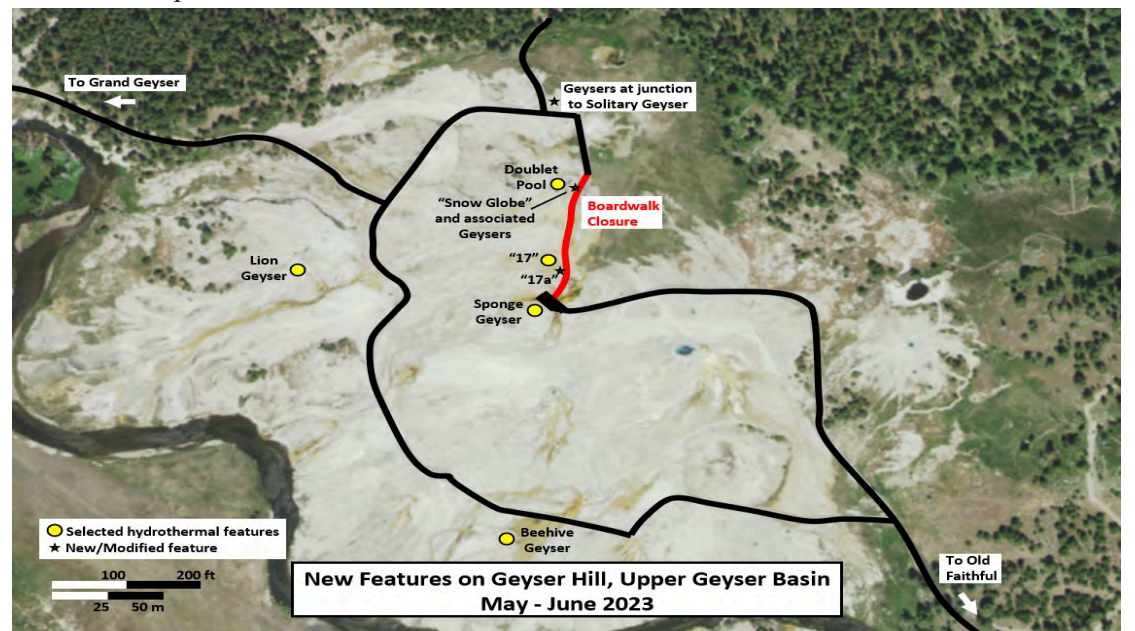 To Grand Geyser
Geysers at junction
to Solitary Geyser
Doublet
Pool
“Snow Globe”
and associated
Geysers
Boardwalk
Closure
“17”
“17a”
Lion
Geyser
Sponge
Geyser
Beehive
Geyser
Selected hydrothermal features
New/Modified feature
100 200 ft
25 50 m
To Old
Faithful
New Features on Geyser Hill, Upper Geyser Basin
May - June 2023